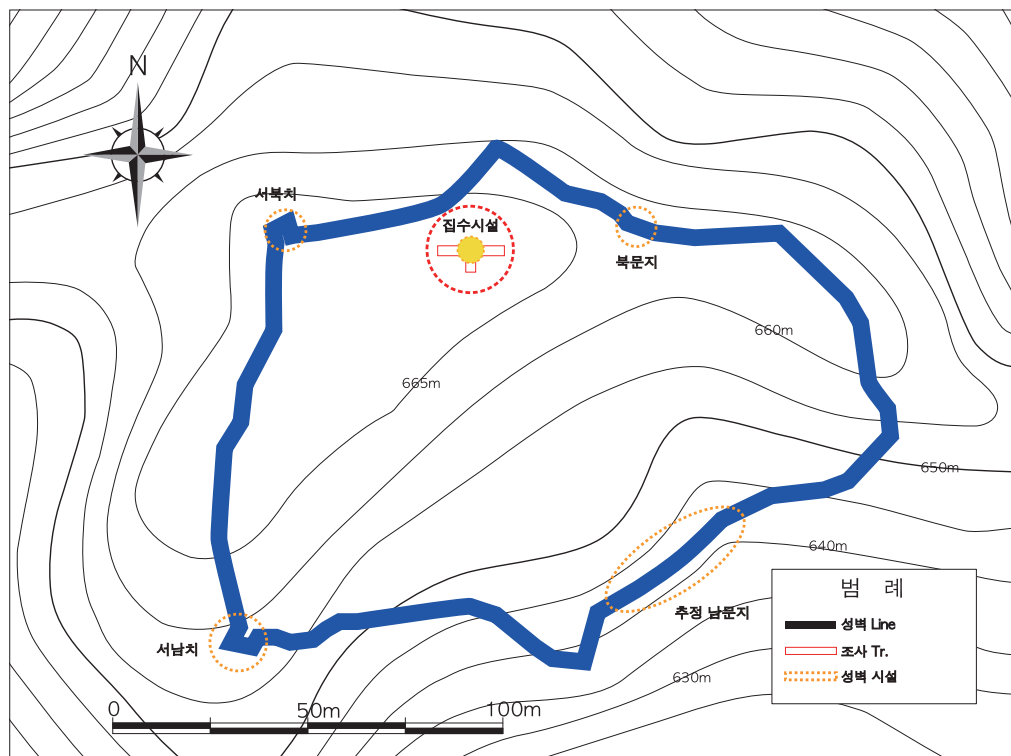 N
서북치
집수시설
북문지
660m
665m
650m
640m
추정 남문지
서남치
630m
0 50m 100m
범 례
성벽 Line
조사 Tr.
성벽 시설